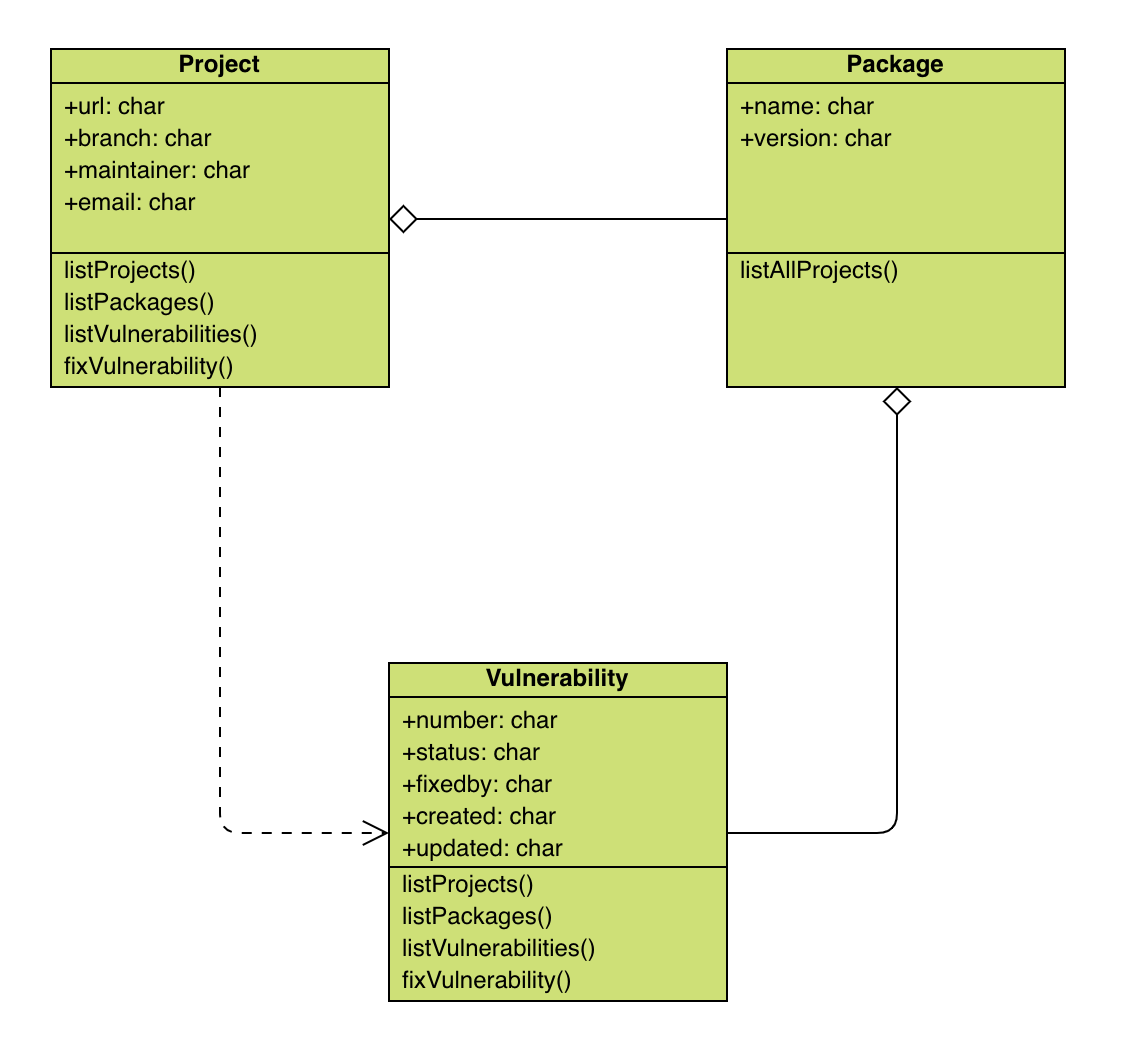 Project
+url: char
+branch: char
+maintainer: char
+email: char
listProjects()
listPackages()
listVulnerabilities()
fixVulnerability()
Package
+name: char
+version: char
listAllProjects()
Vulnerability
+number: char
+status: char
+fixedby: char
+created: char
+updated: char
listProjects()
listPackages()
listVulnerabilities()
fixVulnerability()